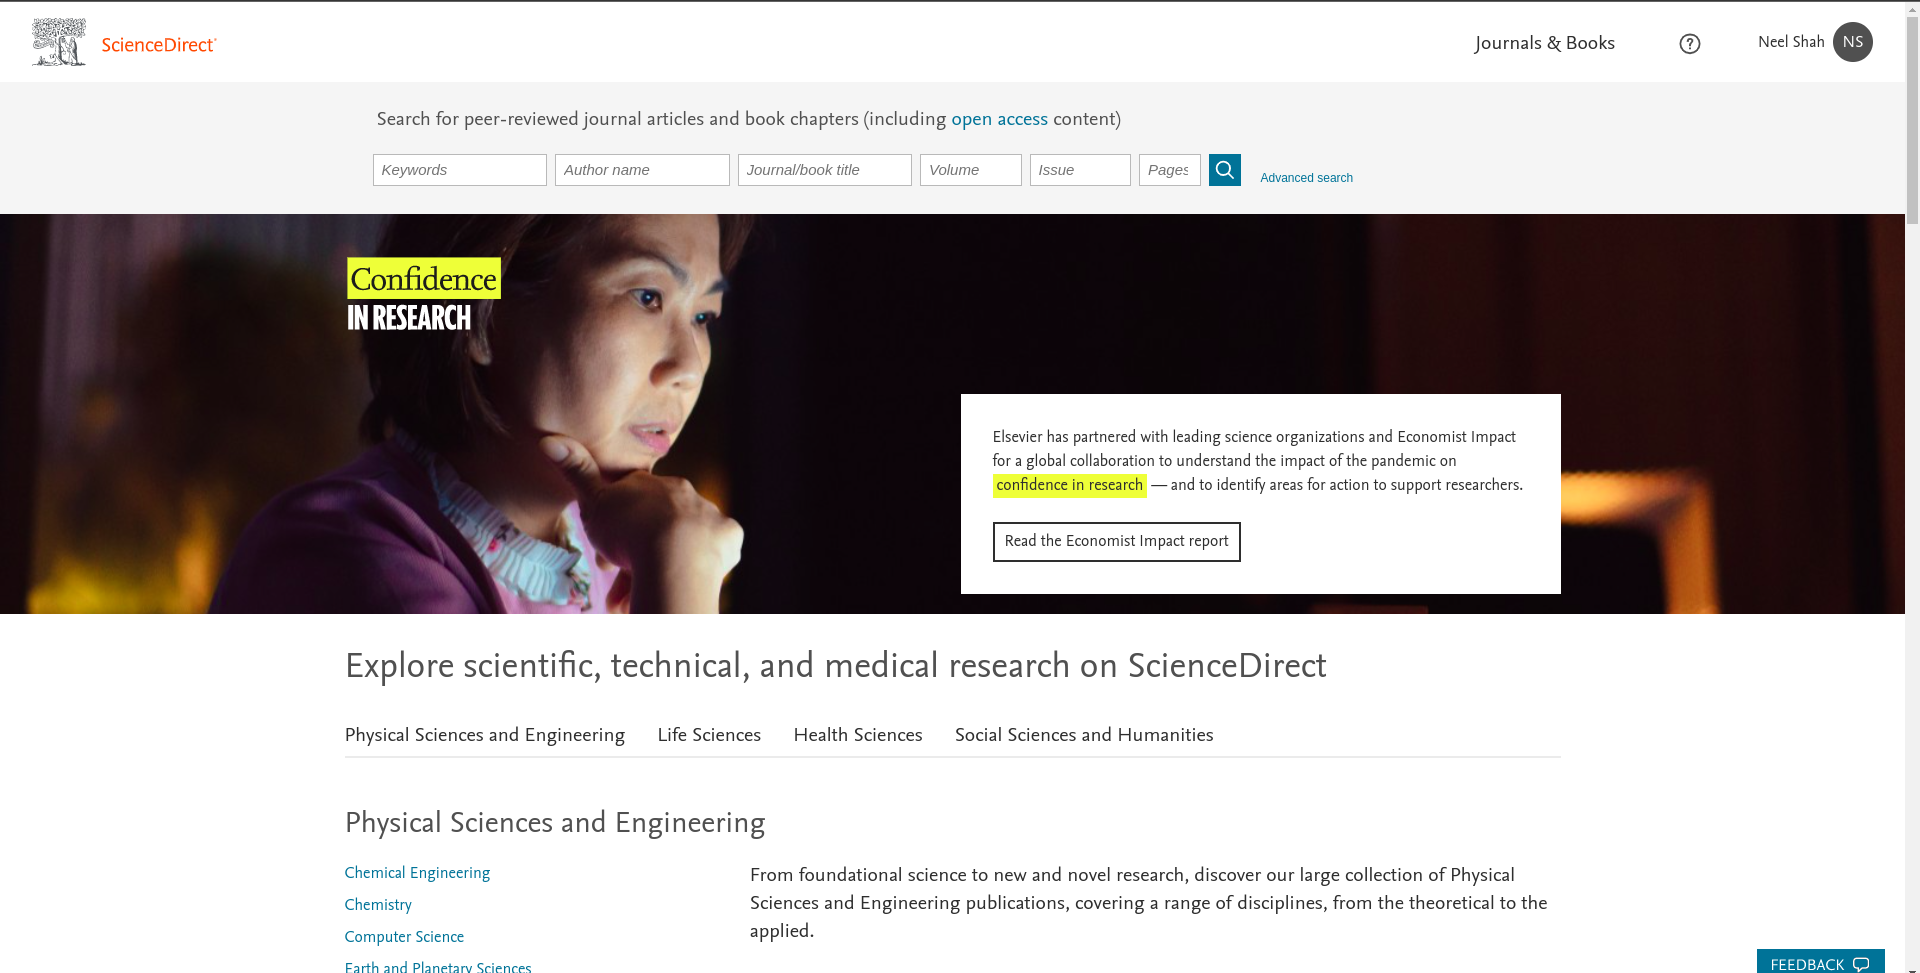 ScienceDirect
Journals & Books
?
Neel Shah
NS
Search for peer-reviewed journal articles and book chapters (including open access content)
Keywords
Author name
Journal/book title
Volume
Issue
Pages
Advanced search
Confidence
IN RESEARCH
Elsevier has partnered with leading science organizations and Economist Impact
for a global collaboration to understand the impact of the pandemic on
confidence in research — and to identify areas for action to support researchers.
Read the Economist Impact report
Explore scientific, technical, and medical research on ScienceDirect
Physical Sciences and Engineering
Life Sciences
Health Sciences
Social Sciences and Humanities
Physical Sciences and Engineering
Chemical Engineering
Chemistry
Computer Science
Earth and Planetary Sciences
From foundational science to new and novel research, discover our large collection of Physical
Sciences and Engineering publications, covering a range of disciplines, from the theoretical to the
applied.
FEEDBACK